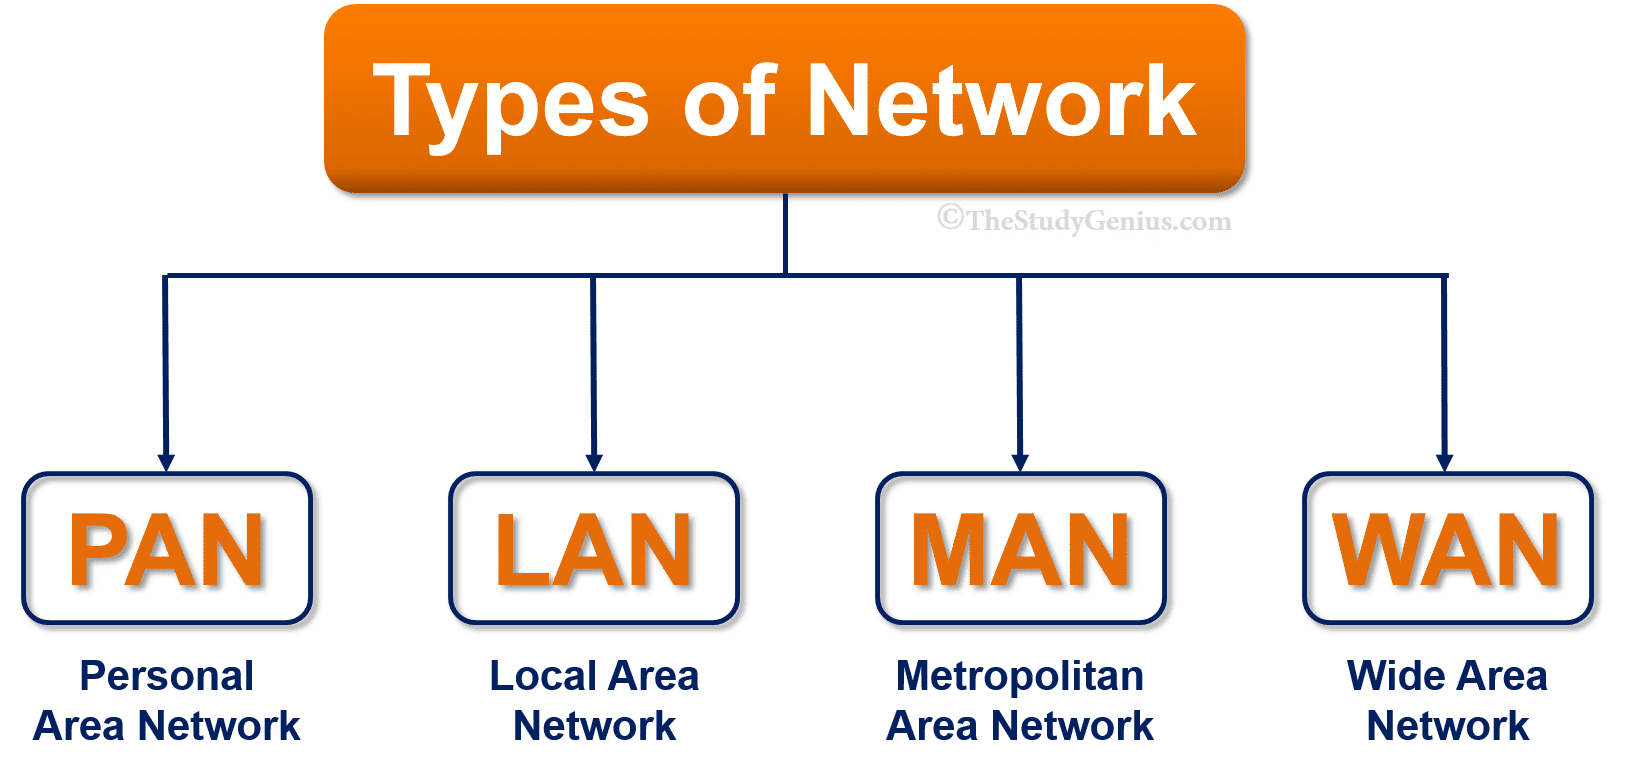 Types of Network
©TheStudyGenius.com
PAN
LAN
MAN
WAN
Personal
Area Network
Local Area
Network
Metropolitan
Area Network
Wide Area
Network